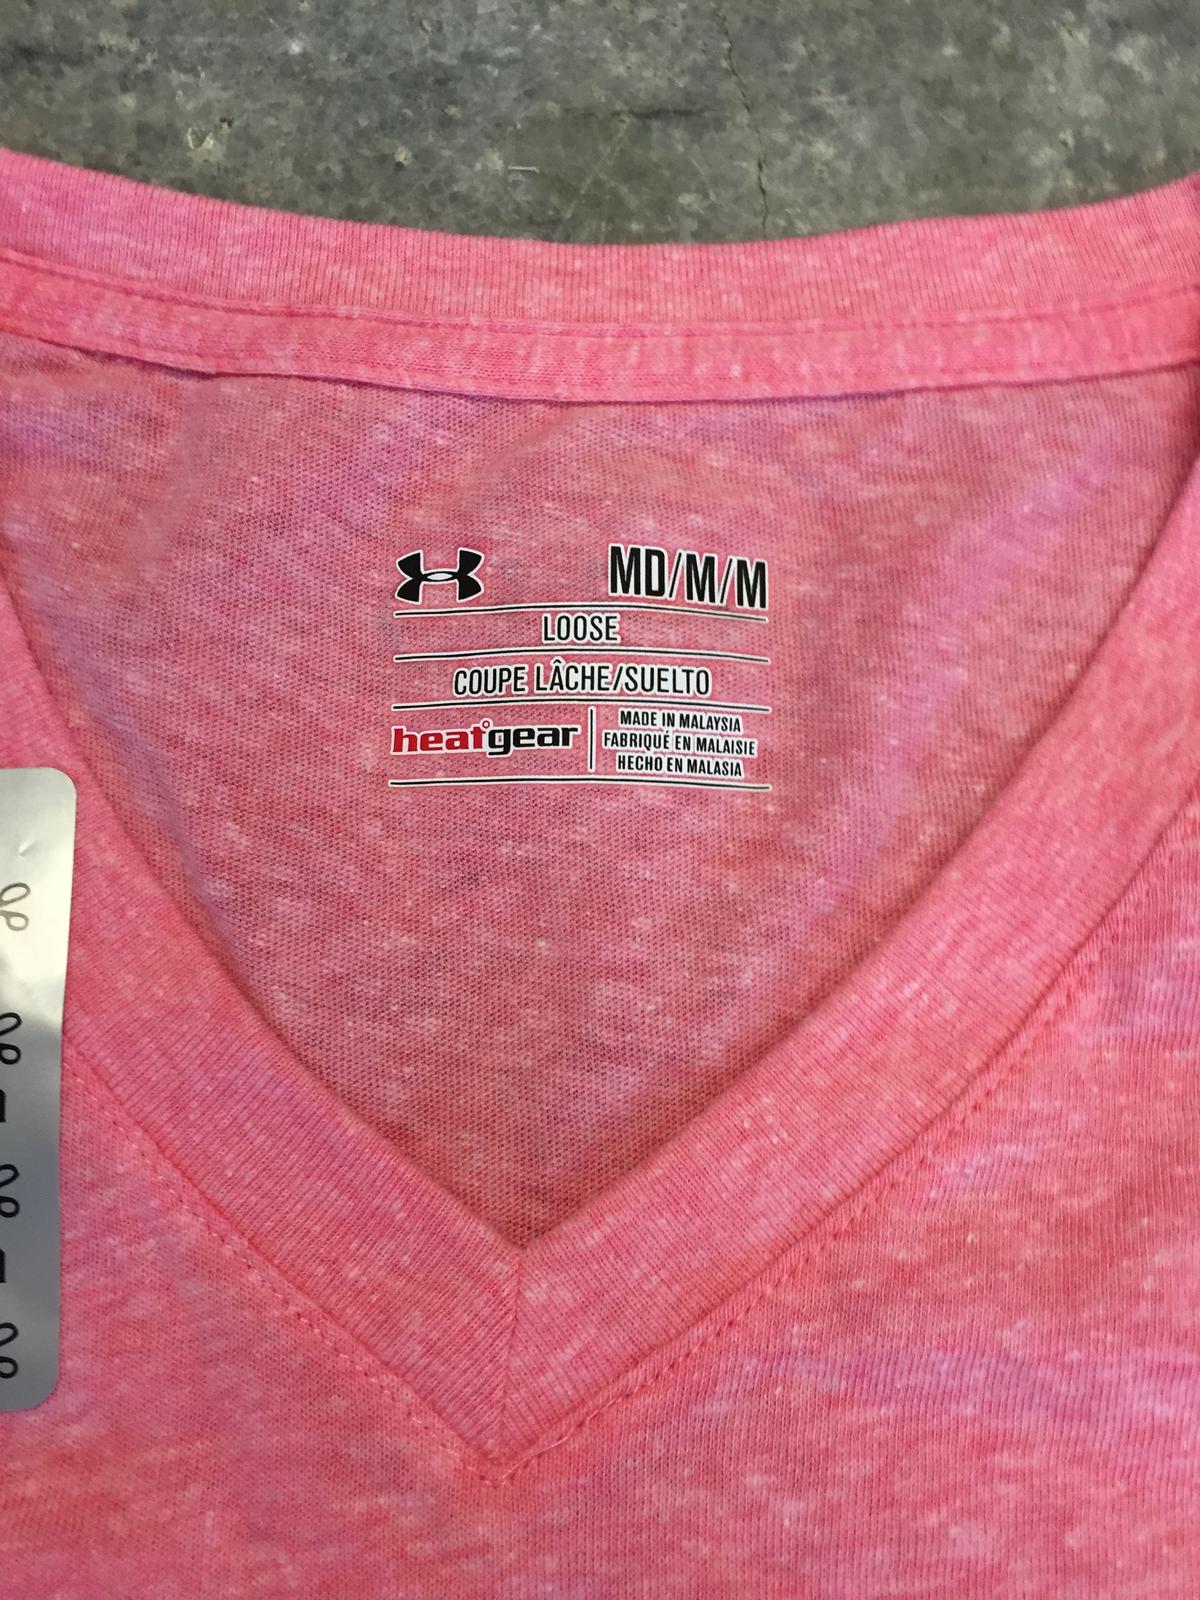 MD/M/M
LOOSE
COUPE LÂCHE/SUELTO
heatgear
MADE IN MALAYSIA
FABRIQUÉ EN MALAISIE
HECHO EN MALASIA